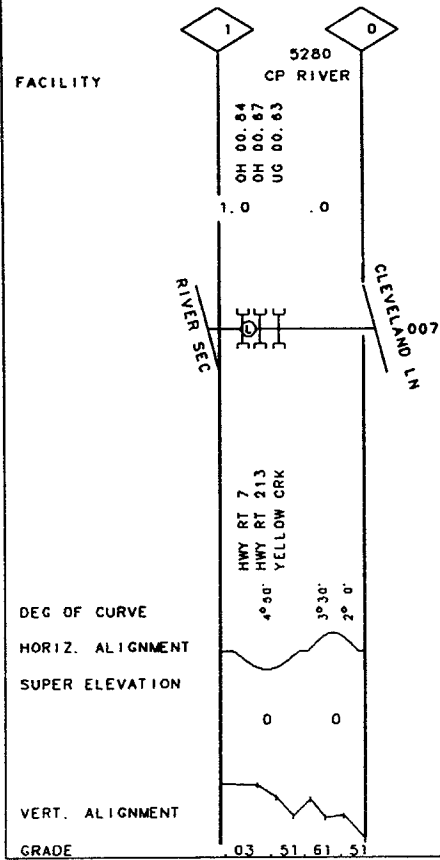 1 0
5280
CP RIVER
FACILITY
OH 00.84
OH 00.67
UG 00.63
1.0 .0
RIVER SEC
L
CLEVELAND LN
007
HWY RT 7
HWY RT 213
YELLOW CRK
DEG OF CURVE 4°50' 3°30' 2° 0'
HORIZ. ALIGNMENT
SUPER ELEVATION
0 0
VERT. ALIGNMENT
GRADE .03 .51 .61 .51